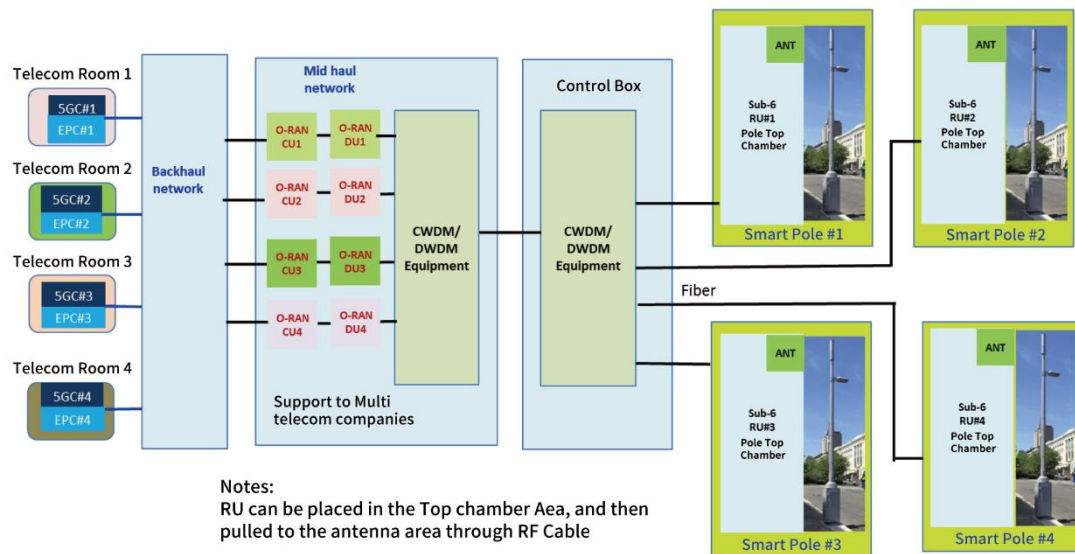 Telecom Room 1
5GC#1
EPC#1
Telecom Room 2
5GC#2
EPC#2
Telecom Room 3
5GC#3
EPC#3
Telecom Room 4
5GC#4
EPC#4
Backhaul
network
Mid haul
network
O-RAN
CU1
O-RAN
DU1
O-RAN
CU2
O-RAN
DU2
O-RAN
CU3
O-RAN
DU3
O-RAN
CU4
O-RAN
DU4
CWDM/
DWDM
Equipment
Support to Multi
telecom companies
Control Box
CWDM/
DWDM
Equipment
Fiber
ANT
Sub-6
RU#1
Pole Top
Chamber
Smart Pole #1
ANT
Sub-6
RU#2
Pole Top
Chamber
Smart Pole #2
ANT
Sub-6
RU#3
Pole Top
Chamber
Smart Pole #3
ANT
Sub-6
RU#4
Pole Top
Chamber
Smart Pole #4
Notes:
RU can be placed in the Top chamber Aea, and then
pulled to the antenna area through RF Cable